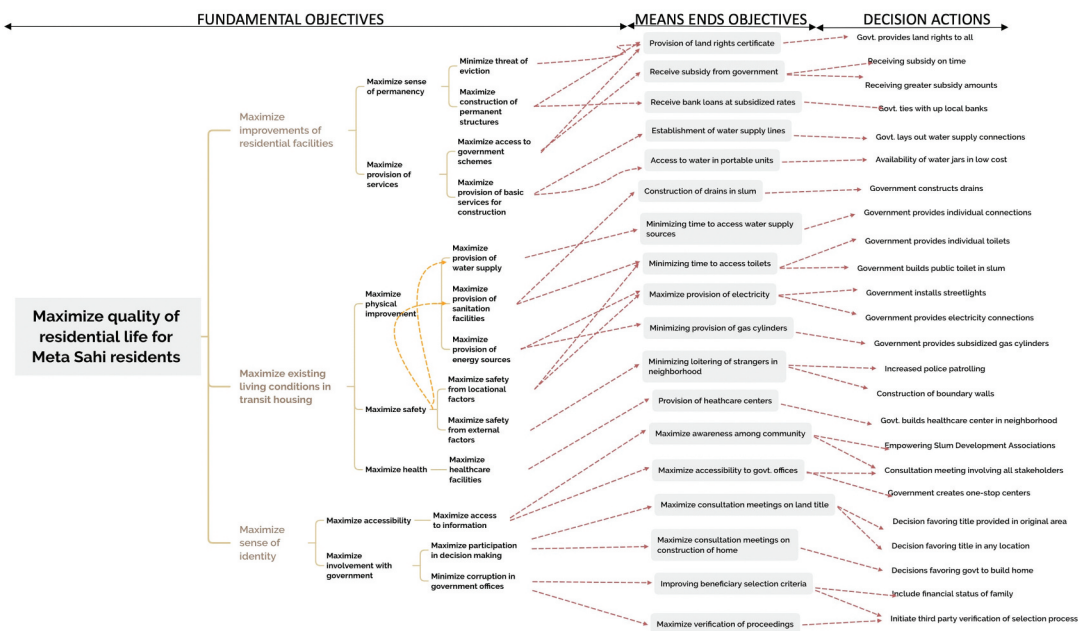 FUNDAMENTAL OBJECTIVES
MEANS ENDS OBJECTIVES
DECISION ACTIONS
Maximize quality of
residential life for
Meta Sahi residents
Maximize
improvements of
residential facilities
Maximize existing
living conditions in
transit housing
Maximize
sense of
identity
Maximize sense
of permanency
Maximize
provision of
services
Maximize
physical
improvement
Maximize safety
Maximize health
Maximize accessibility
Maximize
involvement with
government
Minimize threat of
eviction
Maximize
construction of
permanent
structures
Maximize access to
government
schemes
Maximize
provision of basic
services for
construction
Maximize
provision of
water supply
Maximize
provision of
sanitation
facilities
Maximize
provision of
energy sources
Maximize safety
from locational
factors
Maximize safety
from external
factors
Maximize
healthcare
facilities
Maximize access
to information
Maximize participation
in decision making
Minimize corruption in
government offices
Provision of land rights certificate
Receive subsidy from government
Receive bank loans at subsidized rates
Establishment of water supply lines
Access to water in portable units
Construction of drains in slum
Minimizing time to access water supply
sources
Minimizing time to access toilets
Maximize provision of electricity
Minimizing provision of gas cylinders
Minimizing loitering of strangers in
neighborhood
Provision of heathcare centers
Maximize awareness among community
Maximize accessibility to govt. offices
Maximize consultation meetings on land title
Maximize consultation meetings on
construction of home
Improving beneficiary selection criteria
Maximize verification of proceedings
Govt. provides land rights to all
Receiving subsidy on time
Receiving greater subsidy amounts
Govt. ties with up local banks
Govt. lays out water supply connections
Availability of water jars in low cost
Government constructs drains
Government provides individual connections
Government provides individual toilets
Government builds public toilet in slum
Government installs streetlights
Government provides electricity connections
Government provides subsidized gas cylinders
Increased police patrolling
Construction of boundary walls
Govt. builds healthcare center in neighborhood
Empowering Slum Development Associations
Consultation meeting involving all stakeholders
Government creates one-stop centers
Decision favoring title provided in original area
Decision favoring title in any location
Decisions favoring govt to build home
Include financial status of family
Initiate third party verification of selection process